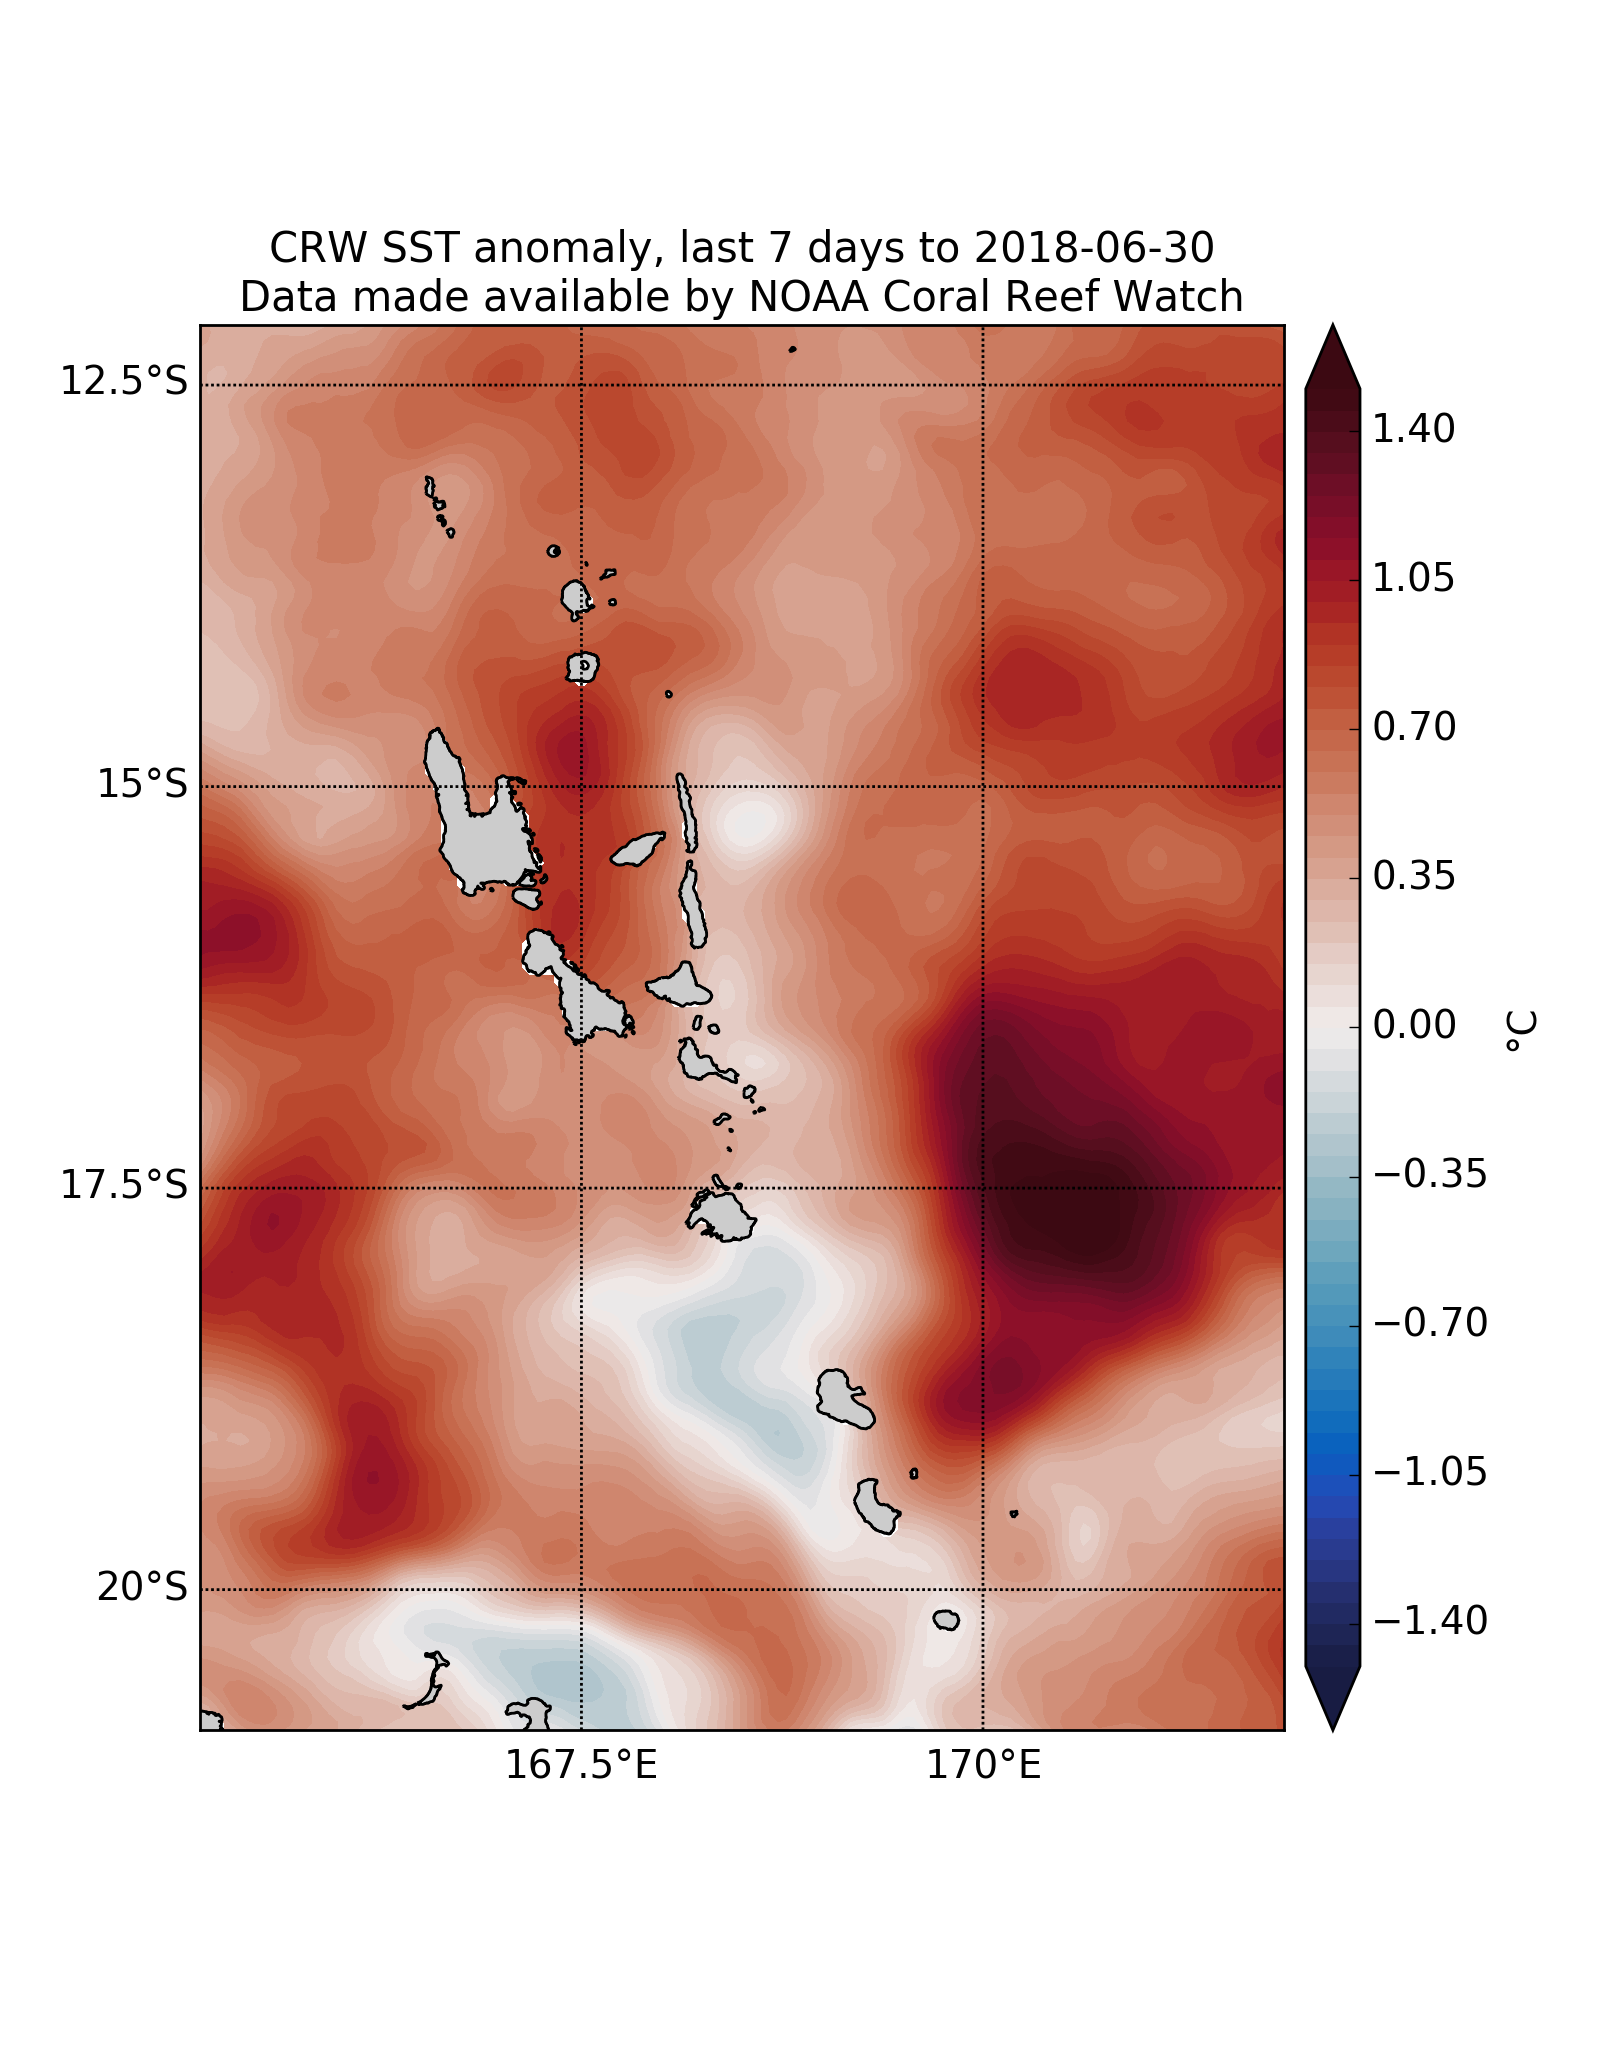 CRW SST anomaly, last 7 days to 2018-06-30
Data made available by NOAA Coral Reef Watch
12.5°S
15°S
17.5°S
20°S
167.5°E
170°E
1.40
1.05
0.70
0.35
0.00
−0.35
−0.70
−1.05
−1.40
°C